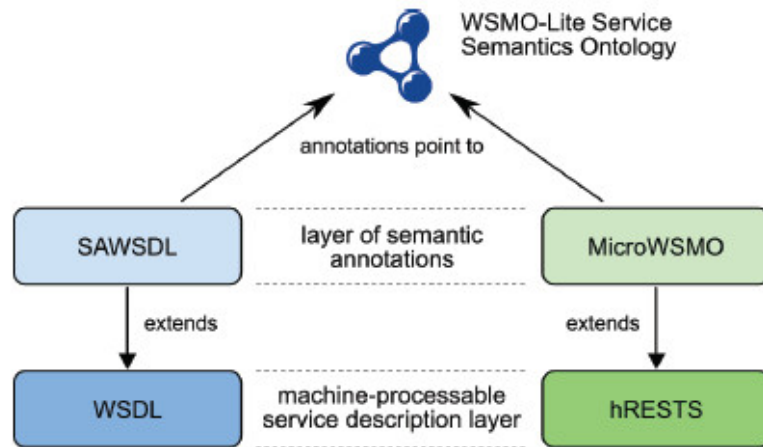 WSMO-Lite Service
Semantics Ontology
annotations point to
SAWSDL
layer of semantic
annotations
MicroWSMO
extends
extends
WSDL
machine-processable
service description layer
hRESTS